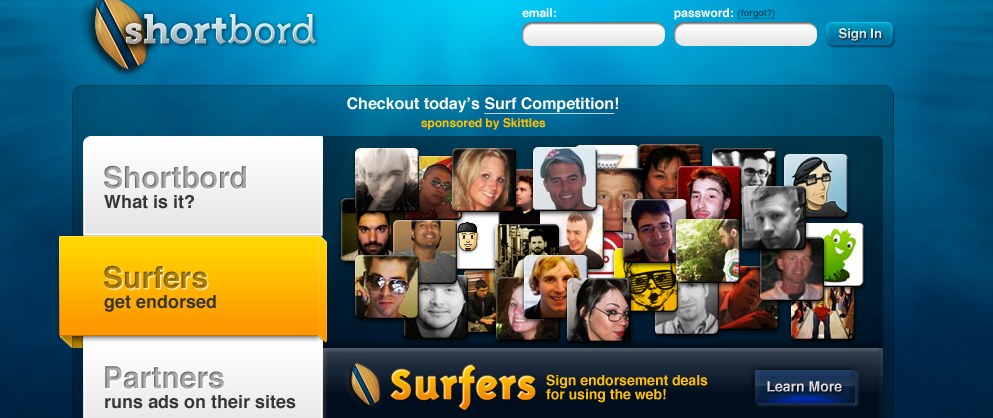 shortbord
email:
password: (forgot?)
Sign In
Checkout today's Surf Competition!
sponsored by Skittles
Shortbord
What is it?
Surfers
get endorsed
Partners
runs ads on their sites
Surfers
Sign endorsement deals
for using the web!
Learn More